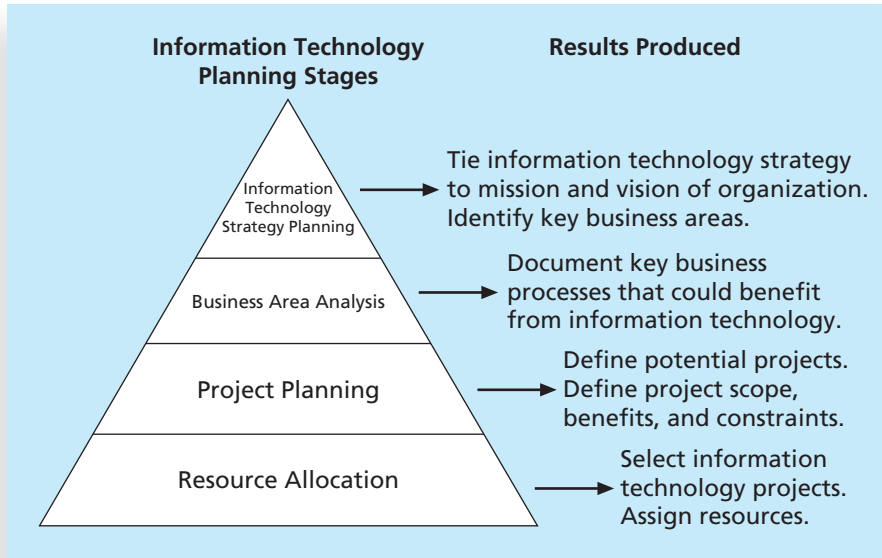 Information Technology
Planning Stages
Results Produced
Information
Technology
Strategy Planning
Tie information technology strategy
to mission and vision of organization.
Identify key business areas.
Business Area Analysis
Document key business
processes that could benefit
from information technology.
Project Planning
Define potential projects.
Define project scope,
benefits, and constraints.
Resource Allocation
Select information
technology projects.
Assign resources.